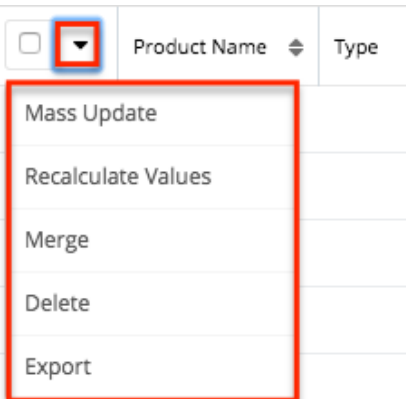 Product Name Type
Mass Update
Recalculate Values
Merge
Delete
Export